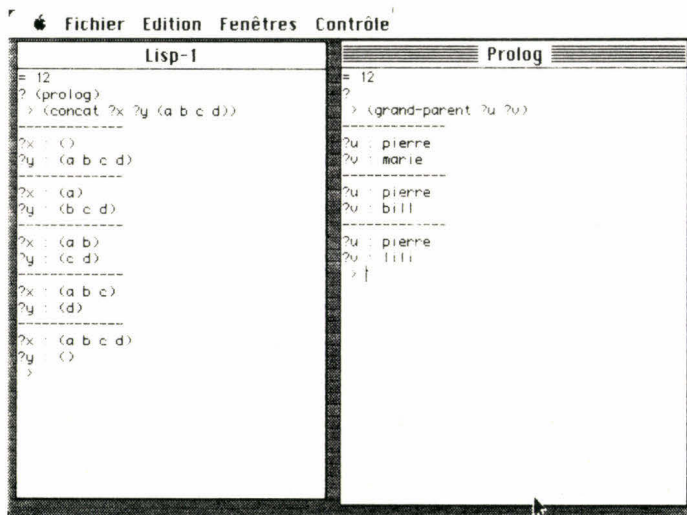 Fichier Edition Fenêtres Contrôle
Lisp-1
= 12
? (prolog)
> (concat ?x ?y (a b c d))
---------------
?x : ()
?y : (a b c d)
---------------
?x : (a)
?y : (b c d)
---------------
?x : (a b)
?y : (c d)
---------------
?x : (a b c)
?y : (d)
---------------
?x : (a b c d)
?y : ()
>
Prolog
= 12
?
> (grand-parent ?u ?v)
---------------
?u : pierre
?v : marie
---------------
?u : pierre
?v : bill
---------------
?u : pierre
?v : lili
>